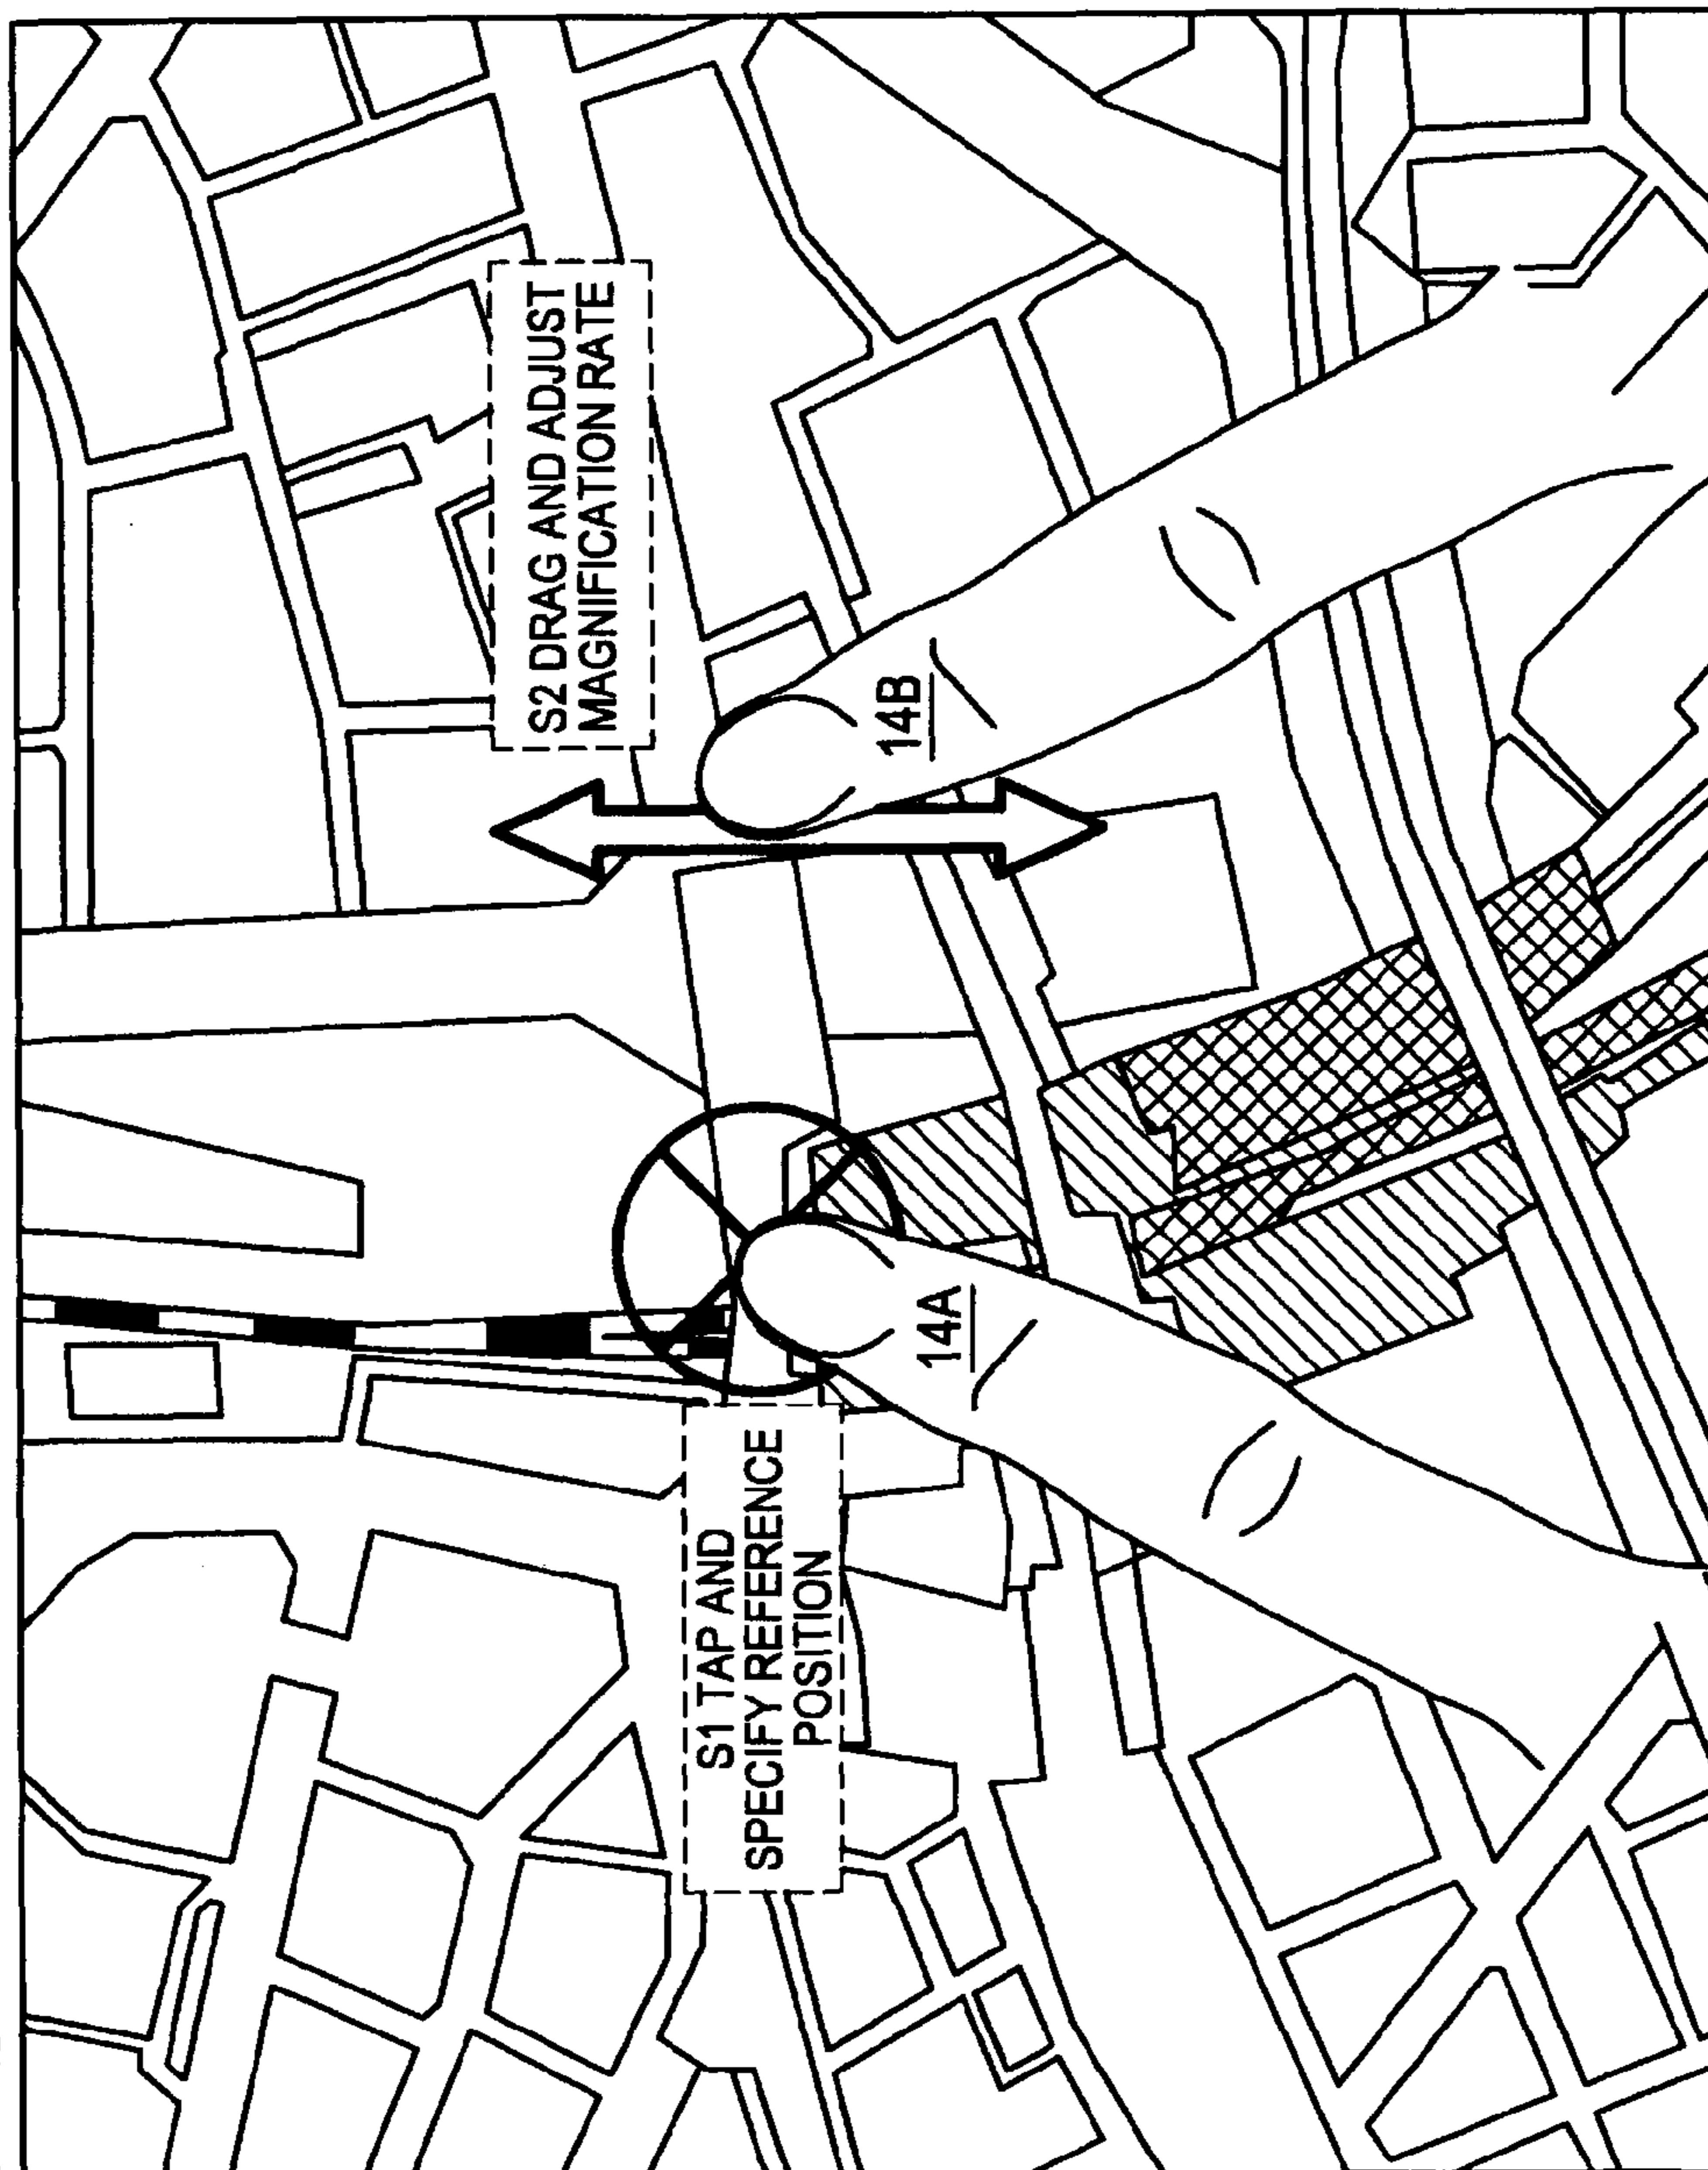 S1 TAP AND
SPECIFY REFERENCE
POSITION
14A
S2 DRAG AND ADJUST
MAGNIFICATION RATE
14B